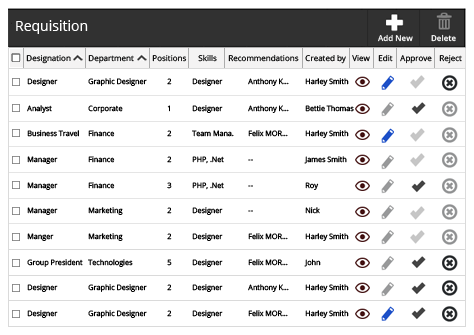 Requisition
Add New Delete
Designation Department Positions Skills Recommendations Created by View Edit Approve Reject
Designer Graphic Designer 2 Designer Anthony K... Harley Smith
Analyst Corporate 1 Designer Anthony K... Bettie Thomas
Business Travel Finance 2 Team Mana. Felix MOR... Harley Smith
Manager Finance 2 PHP, .Net -- James Smith
Manager Finance 3 PHP, .Net -- Roy
Manager Marketing 2 Designer -- Nick
Manger Marketing 2 Designer Felix MOR... Harley Smith
Group President Technologies 5 Designer Felix MOR... John
Designer Graphic Designer 2 Designer Anthony K... Harley Smith
Designer Graphic Designer 2 Designer Felix MOR... Harley Smith